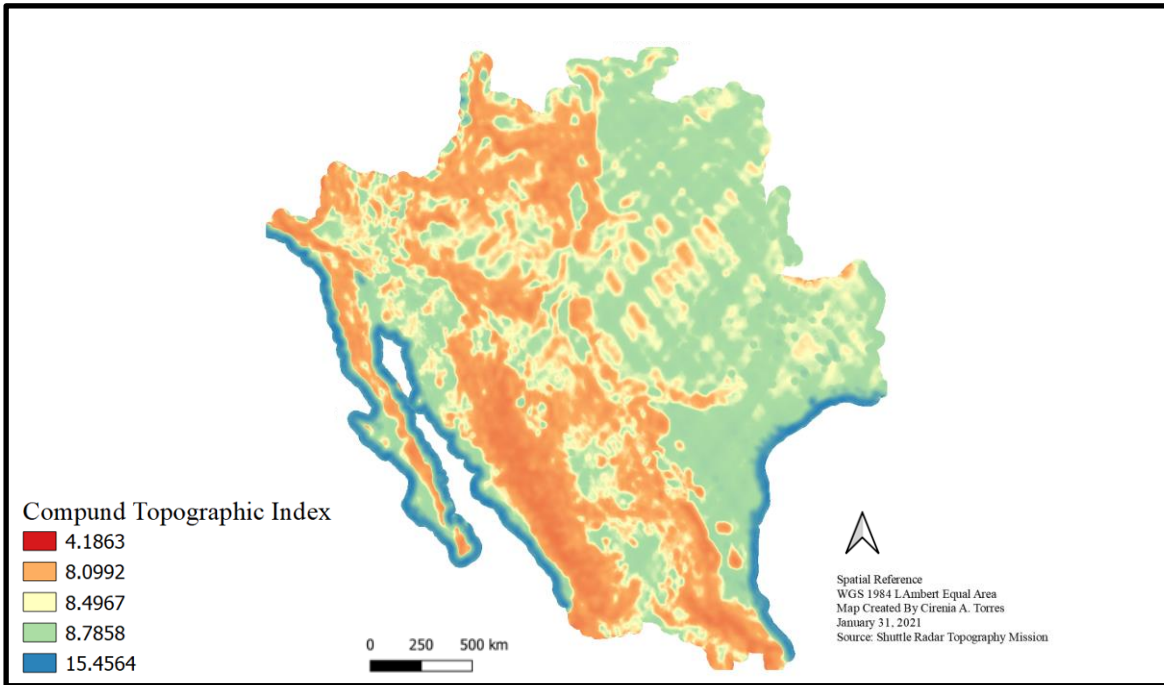 Compund Topographic Index
4.1863
8.0992
8.4967
8.7858
15.4564
0 250 500 km
Spatial Reference
WGS 1984 LAmbert Equal Area
Map Created By Cirenia A. Torres
January 31, 2021
Source: Shuttle Radar Topography Mission